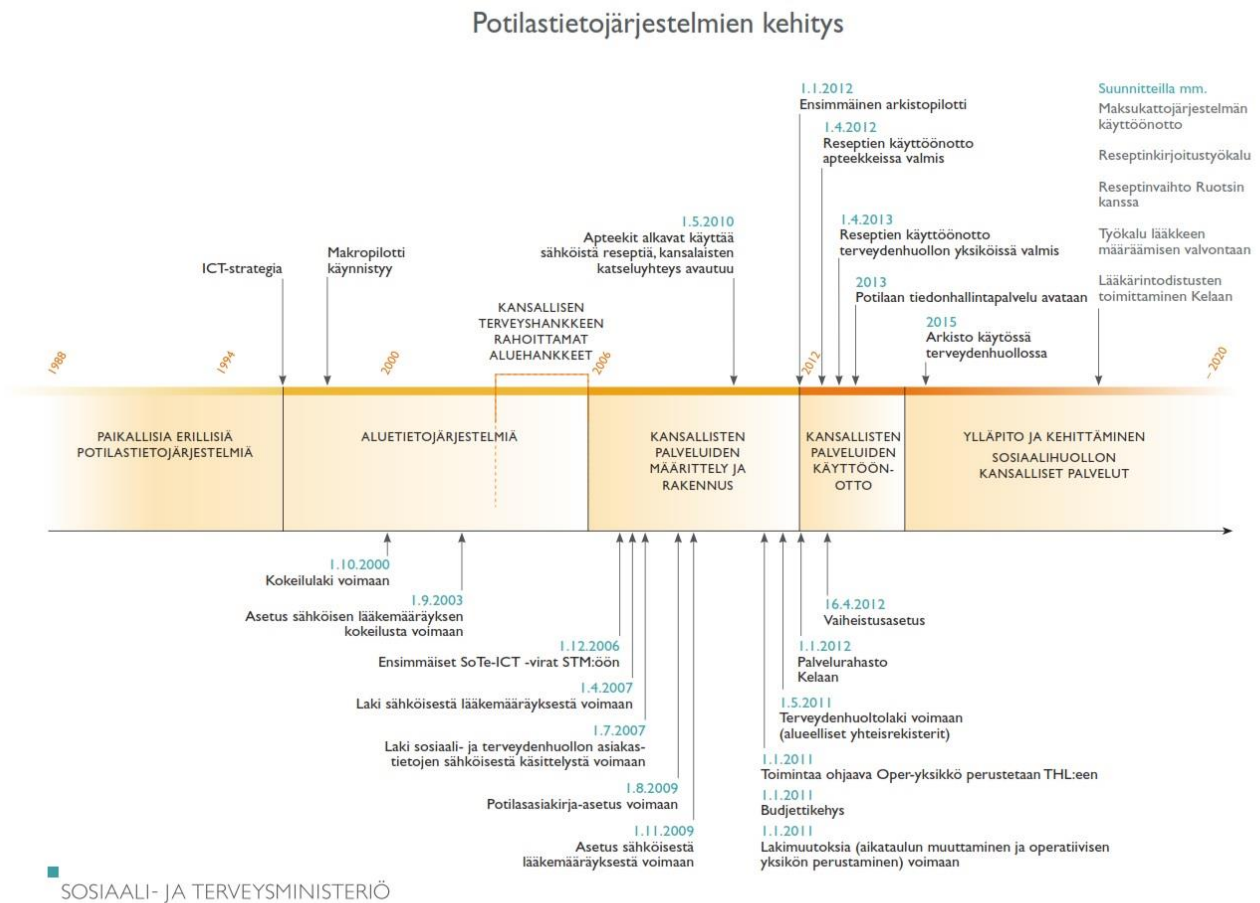 Potilastietojärjestelmien kehitys
1.1.2012
Ensimmäinen arkistopilotti
1.4.2012
Reseptien käyttöönotto
apteekkeissa valmis
Suunnitteilla mm.
Maksukattojärjestelmän
käyttöönotto
Reseptinkirjoitustyökalu
Reseptinvaihto Ruotsin
kanssa
Työkalu lääkkeen
määräämisen valvontaan
Lääkärintodistusten
toimittaminen Kelaan
ICT-strategia
Makropilotti
käynnistyy
1.5.2010
Apteekit alkavat käyttää
sähköistä reseptiä, kansalaisten
katseluyhteys avautuu
1.4.2013
Reseptien käyttöönotto
terveydenhuollon yksiköissä valmis
2013
Potilaan tiedonhallintapalvelu avataan
2015
Arkisto käytössä
terveydenhuollossa
KANSALLISEN
TERVEYSHANKKEEN
RAHOITTAMAT
ALUEHANKKEET
1988
1994
2000
2006
2012
– 2020
PAIKALLISIA ERILLISIÄ
POTILASTIETOJÄRJESTELMIÄ
ALUETIETOJÄRJESTELMIÄ
KANSALLISTEN
PALVELUIDEN
MÄÄRITTELY JA
RAKENNUS
KANSALLISTEN
PALVELUIDEN
KÄYTTÖÖN-
OTTO
YLLÄPITO JA KEHITTÄMINEN
SOSIAALIHUOLLON
KANSALLISET PALVELUT
1.10.2000
Kokeilulaki voimaan
1.9.2003
Asetus sähköisen lääkemääräyksen
kokeilusta voimaan
1.12.2006
Ensimmäiset SoTe-ICT -virat STM:öön
1.4.2007
Laki sähköisestä lääkemääräyksestä voimaan
1.7.2007
Laki sosiaali- ja terveydenhuollon asiakas-
tietojen sähköisestä käsittelystä voimaan
1.8.2009
Potilasasiakirja-asetus voimaan
1.11.2009
Asetus sähköisestä
lääkemääräyksestä voimaan
16.4.2012
Vaiheistusasetus
1.1.2012
Palvelurahasto
Kelaan
1.5.2011
Terveydenhuoltolaki voimaan
(alueelliset yhteisrekisterit)
1.1.2011
Toimintaa ohjaava Oper-yksikkö perustetaan THL:een
1.1.2011
Budjettikehys
1.1.2011
Lakimuutoksia (aikataulun muuttaminen ja operatiivisen
yksikön perustaminen) voimaan
SOSIAALI- JA TERVEYSMINISTERIÖ